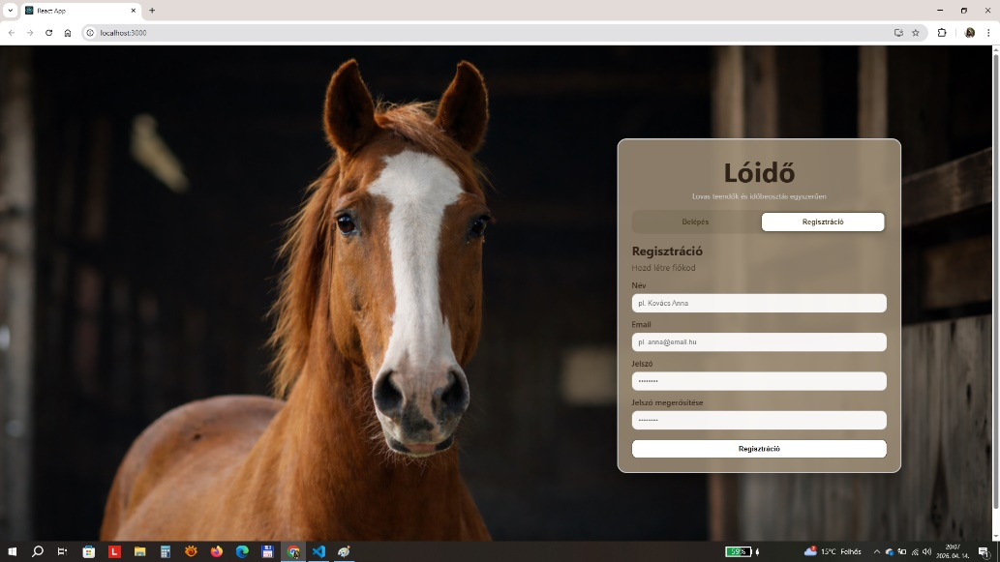 React App
localhost:3000
Lóidő
Lovas teendők és időbeosztás egyszerűen
Belépés
Regisztráció
Regisztráció
Hozd létre fiókod
Név
pl. Kovács Anna
Email
pl. anna@email.hu
Jelszó
Jelszó megerősítése
Regisztráció
59%
15°C Felhős
20:07
2026. 04. 14.